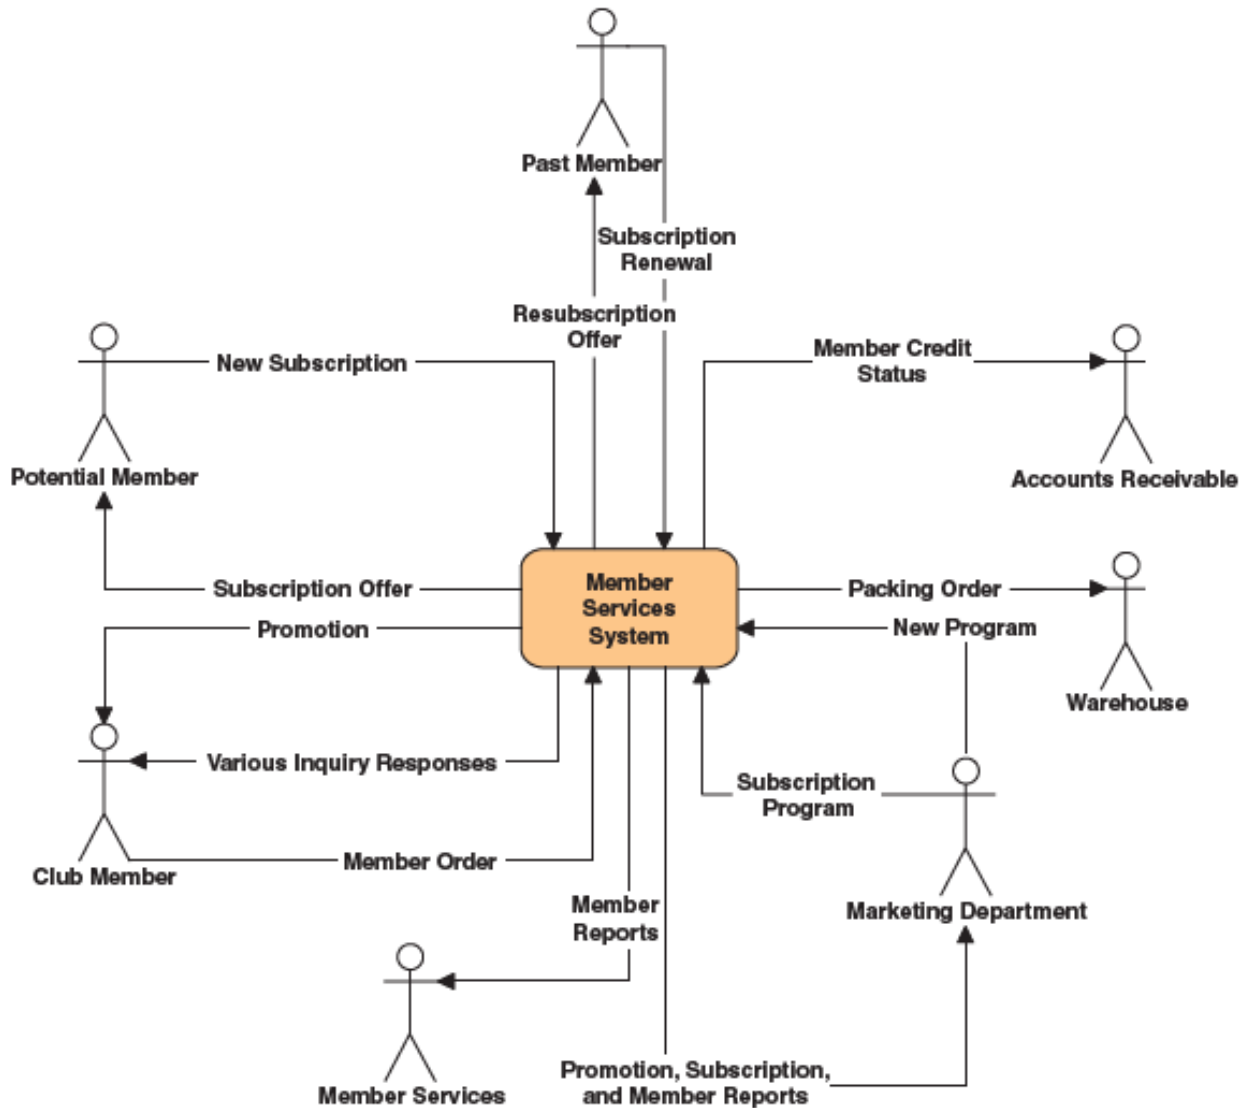 Past Member
Subscription
Renewal
Resubscription
Offer
New Subscription
Member Credit
Status
Potential Member
Accounts Receivable
Subscription Offer
Member
Services
System
Packing Order
Promotion
New Program
Warehouse
Various Inquiry Responses
Subscription
Program
Member Order
Club Member
Member
Reports
Marketing Department
Promotion, Subscription,
and Member Reports
Member Services